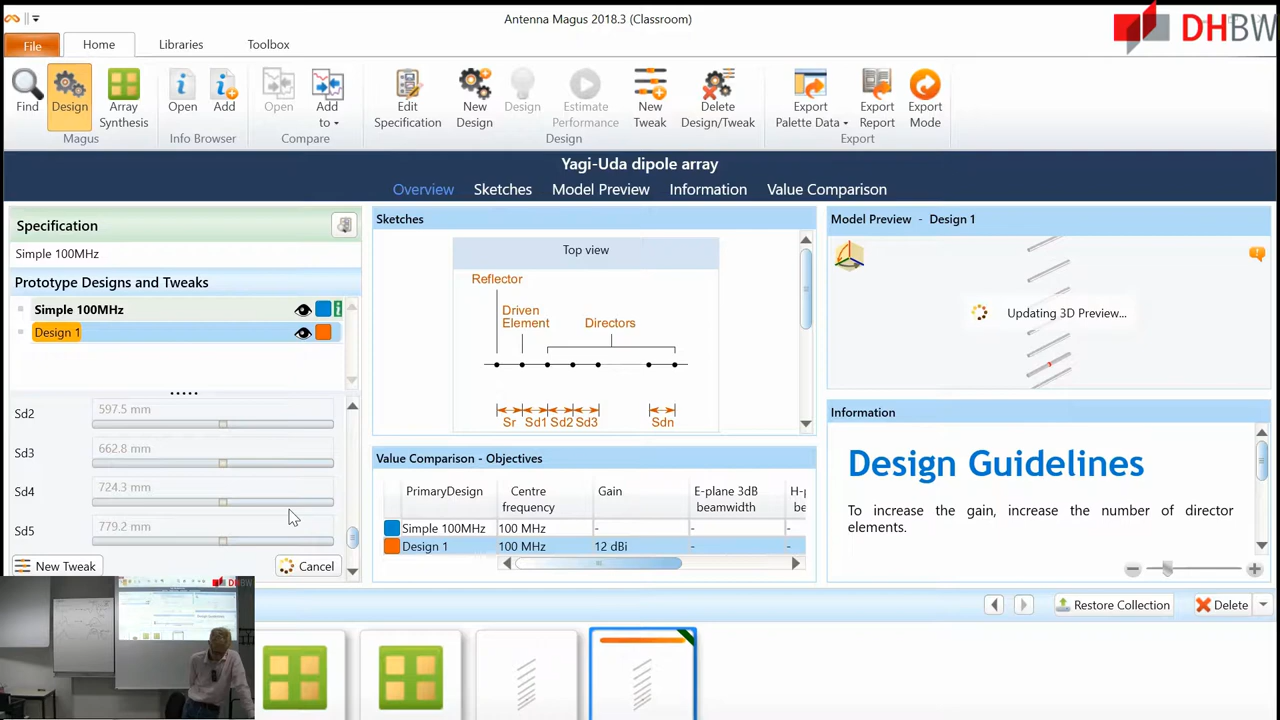 Antenna Magus 2018.3 (Classroom)
DHBW
File
Home
Libraries
Toolbox
Find
Design
Array
Synthesis
Magus
Open
Add
Info Browser
Open
Add
to
Compare
Edit
Specification
New
Design
Design
Estimate
Performance
New
Tweak
Delete
Design/Tweak
Design
Export
Palette Data
Export
Report
Export
Mode
Export
Yagi-Uda dipole array
Overview
Sketches
Model Preview
Information
Value Comparison
Specification
Simple 100MHz
Prototype Designs and Tweaks
Simple 100MHz
Design 1
Sd2
597.5 mm
Sd3
662.8 mm
Sd4
724.3 mm
Sd5
779.2 mm
New Tweak
Cancel
Sketches
Top view
Reflector
Driven
Element
Directors
Sr
Sd1
Sd2
Sd3
Sdn
Value Comparison - Objectives
PrimaryDesign
Centre
frequency
Gain
E-plane 3dB
beamwidth
H-p
be
Simple 100MHz
100 MHz
-
-
-
Design 1
100 MHz
12 dBi
-
-
Model Preview - Design 1
Updating 3D Preview...
Information
Design Guidelines
To increase the gain, increase the number of director
elements.
Restore Collection
Delete